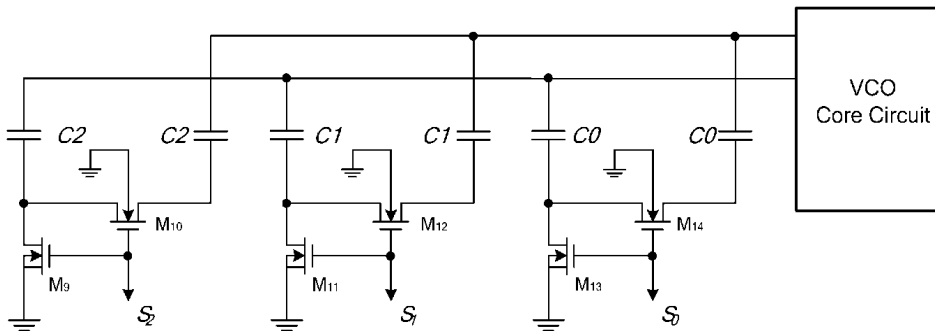 VCO
Core Circuit
C2
C2
C1
C1
C0
C0
M10
M12
M14
M9
M11
M13
S2
S1
S0